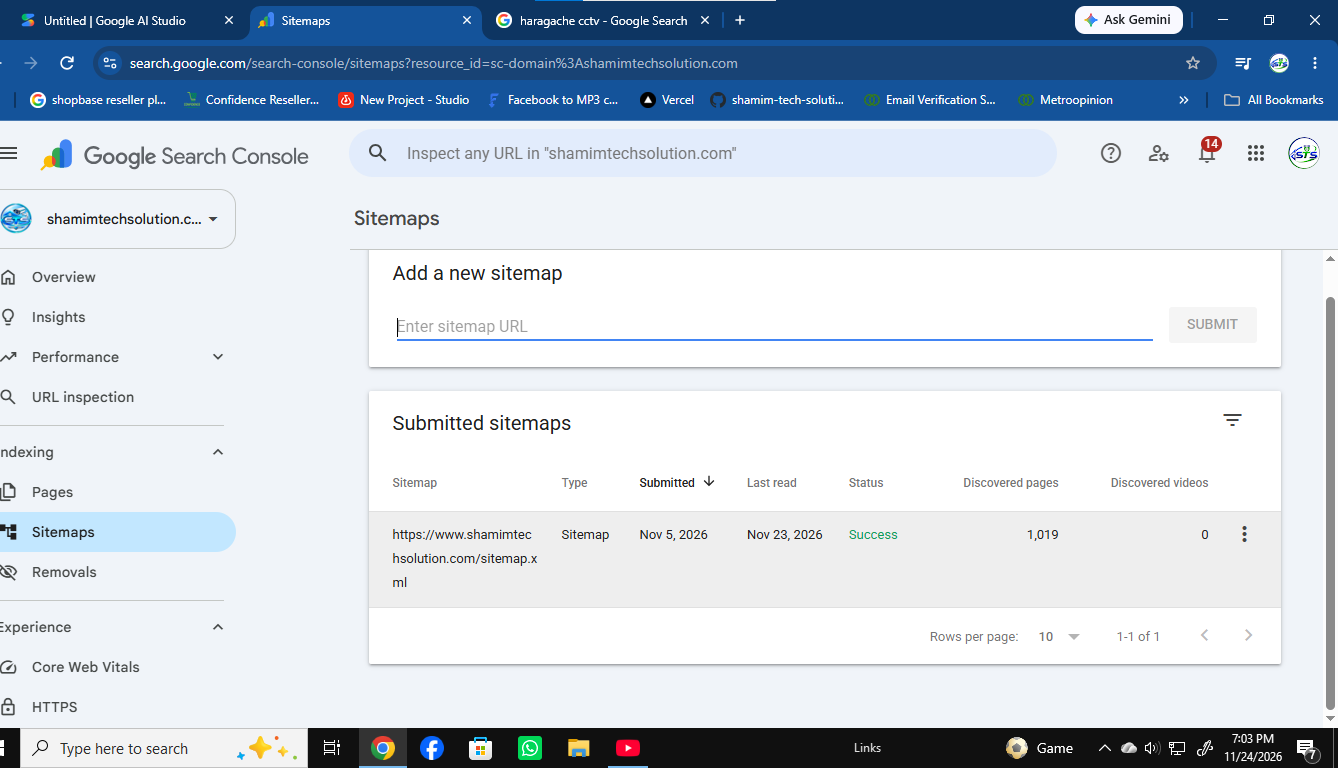 Untitled | Google AI Studio
Sitemaps
haragache cctv - Google Search
Ask Gemini
search.google.com/search-console/sitemaps?resource_id=sc-domain%3Ashamimtechsolution.com
shopbase reseller pl...
Confidence Reseller...
New Project - Studio
Facebook to MP3 c...
Vercel
shamim-tech-soluti...
Email Verification S...
Metroopinion
»
All Bookmarks
Google Search Console
Inspect any URL in "shamimtechsolution.com"
14
STS
shamimtechsolution.c...
Sitemaps
Overview
Insights
Performance
URL inspection
ndexing
Pages
Sitemaps
Removals
Experience
Core Web Vitals
HTTPS
Add a new sitemap
Enter sitemap URL
SUBMIT
Submitted sitemaps
Sitemap Type Submitted Last read Status Discovered pages Discovered videos
https://www.shamimtec Sitemap Nov 5, 2026 Nov 23, 2026 Success 1,019 0
hsolution.com/sitemap.x
ml
Rows per page: 10 1-1 of 1
Type here to search
Links
Game
7:03 PM
11/24/2026
7